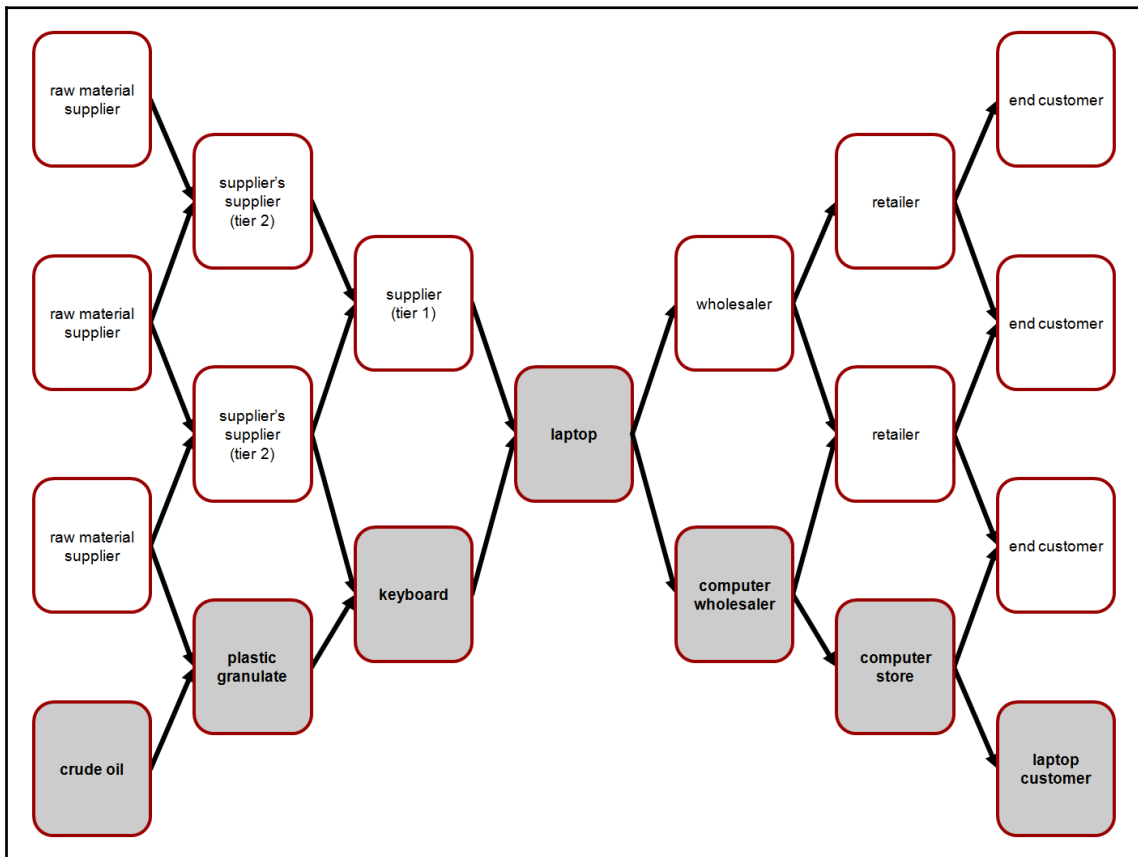 raw material
supplier
raw material
supplier
raw material
supplier
crude oil
supplier's
supplier
(tier 2)
supplier's
supplier
(tier 2)
plastic
granulate
supplier
(tier 1)
keyboard
laptop
wholesaler
computer
wholesaler
retailer
retailer
computer
store
end customer
end customer
end customer
laptop
customer